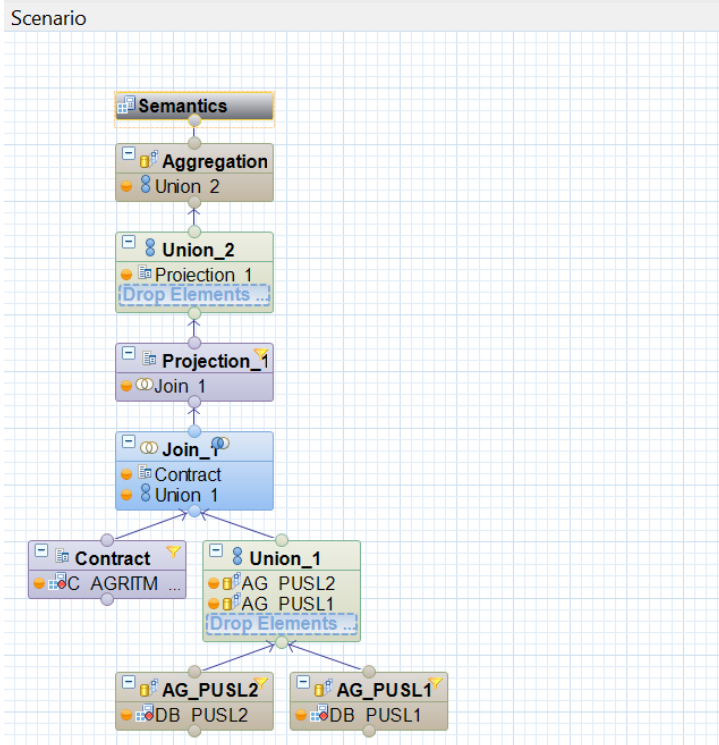 Scenario
Semantics
Aggregation
Union 2
Union_2
Projection 1
Drop Elements ...
Projection_1
Join 1
Join_1
Contract
Union 1
Contract
C AGRITM ...
Union_1
AG PUSL2
AG PUSL1
Drop Elements ...
AG_PUSL2
DB PUSL2
AG_PUSL1
DB PUSL1